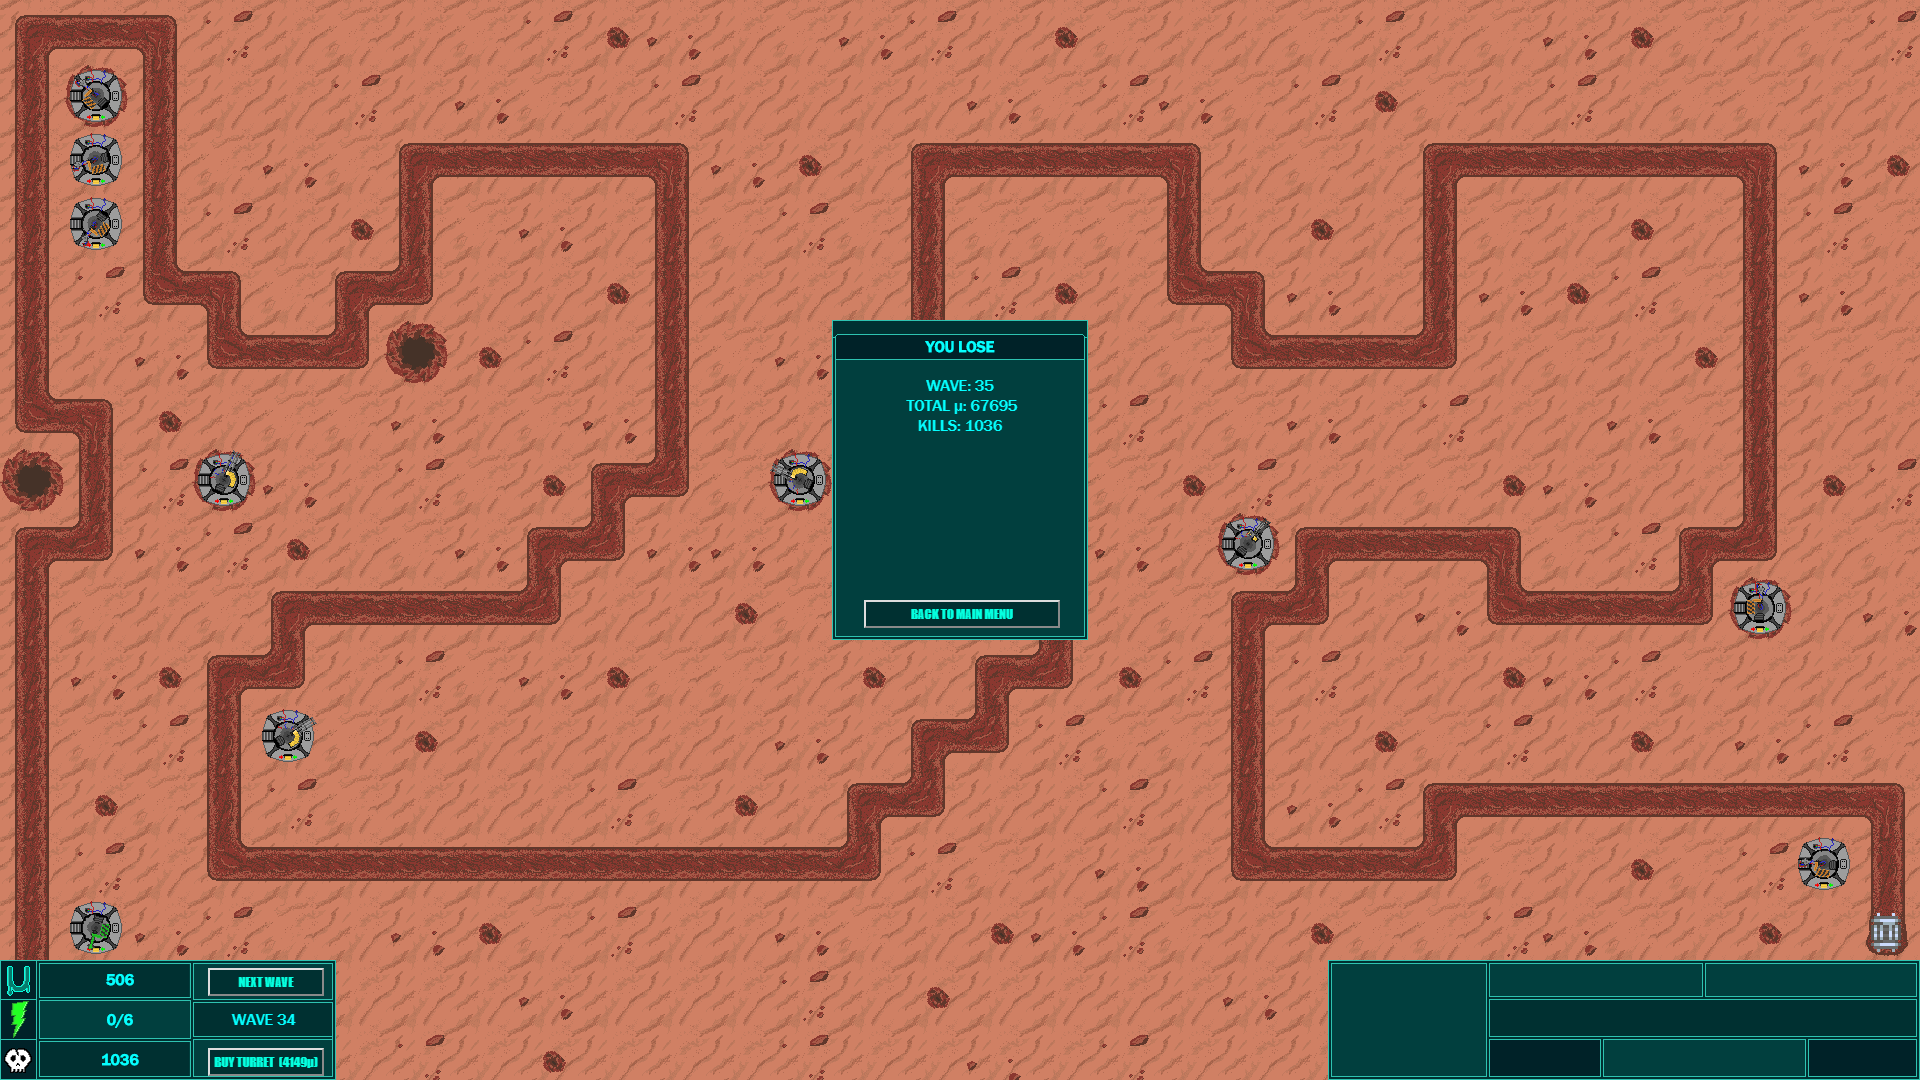 YOU LOSE
WAVE: 35
TOTAL µ: 67695
KILLS: 1036
BACK TO MAIN MENU
506
NEXT WAVE
0/6
WAVE 34
1036
BUY TURRET (4149µ)